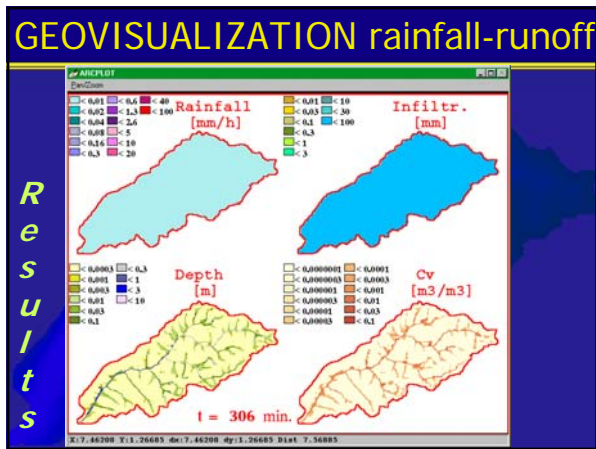 GEOVISUALIZATION rainfall-runoff
ARCPLOT
Pan/Zoom
Results
Rainfall
[mm/h]
< 0,01 < 0,6 < 40
< 0,02 < 1,3 < 100
< 0,04 < 2,6
< 0,08 < 5
< 0,16 < 10
< 0,3 < 20
Infiltr.
[mm]
< 0,01 < 10
< 0,03 < 30
< 0,1 < 100
< 0,3
< 1
< 3
Depth
[m]
< 0,0003 < 0,3
< 0,001 < 1
< 0,003 < 3
< 0,01 < 10
< 0,03
< 0,1
Cv
[m3/m3]
< 0,0000001 < 0,0001
< 0,0000003 < 0,0003
< 0,000001 < 0,001
< 0,000003 < 0,01
< 0,00001 < 0,03
< 0,00003 < 0,1
t = 306 min.
X:7.46208 Y:1.26685 dx:7.46208 dy:1.26685 Dist 7.56885